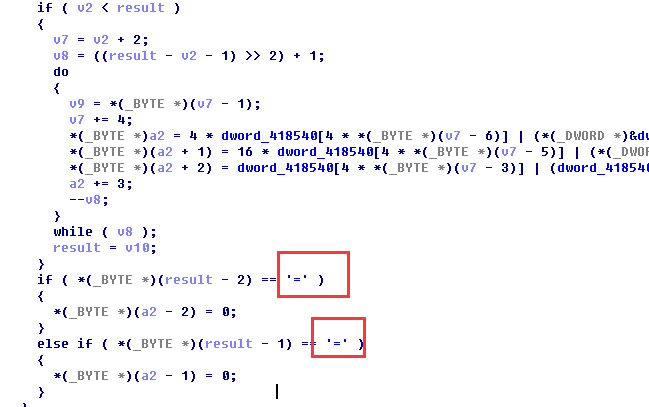 if ( v2 < result )
{
v7 = v2 + 2;
v8 = ((result - v2 - 1) >> 2) + 1;
do
{
v9 = *(_BYTE *)(v7 - 1);
v7 += 4;
*(_BYTE *)a2 = 4 * dword_418540[4 * *(_BYTE *)(v7 - 6)] | (*(_DWORD *)&d
*(_BYTE *)(a2 + 1) = 16 * dword_418540[4 * *(_BYTE *)(v7 - 5)] | (*(_DWO
*(_BYTE *)(a2 + 2) = dword_418540[4 * *(_BYTE *)(v7 - 3)] | (dword_41854
a2 += 3;
--v8;
}
while ( v8 );
result = v10;
}
if ( *(_BYTE *)(result - 2) == '=' )
{
*(_BYTE *)(a2 - 2) = 0;
}
else if ( *(_BYTE *)(result - 1) == '=' )
{
*(_BYTE *)(a2 - 1) = 0;
}